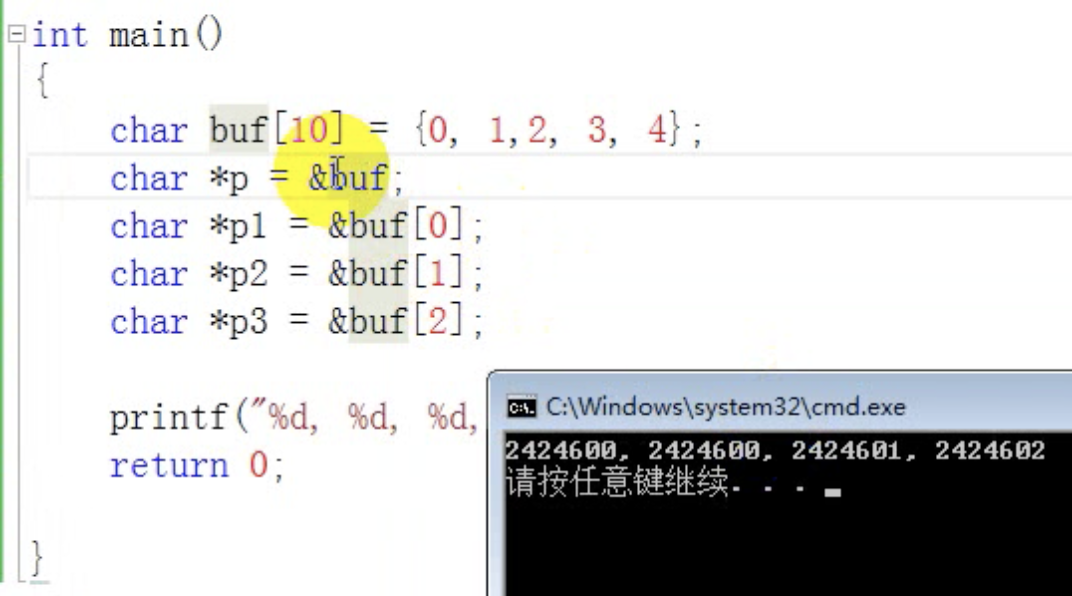 int main()
{
char buf[10] = {0, 1,2, 3, 4};
char *p = &buf;
char *p1 = &buf[0];
char *p2 = &buf[1];
char *p3 = &buf[2];
printf("%d, %d, %d,
return 0;
}
C:\Windows\system32\cmd.exe
2424600, 2424600, 2424601, 2424602
请按任意键继续. . .